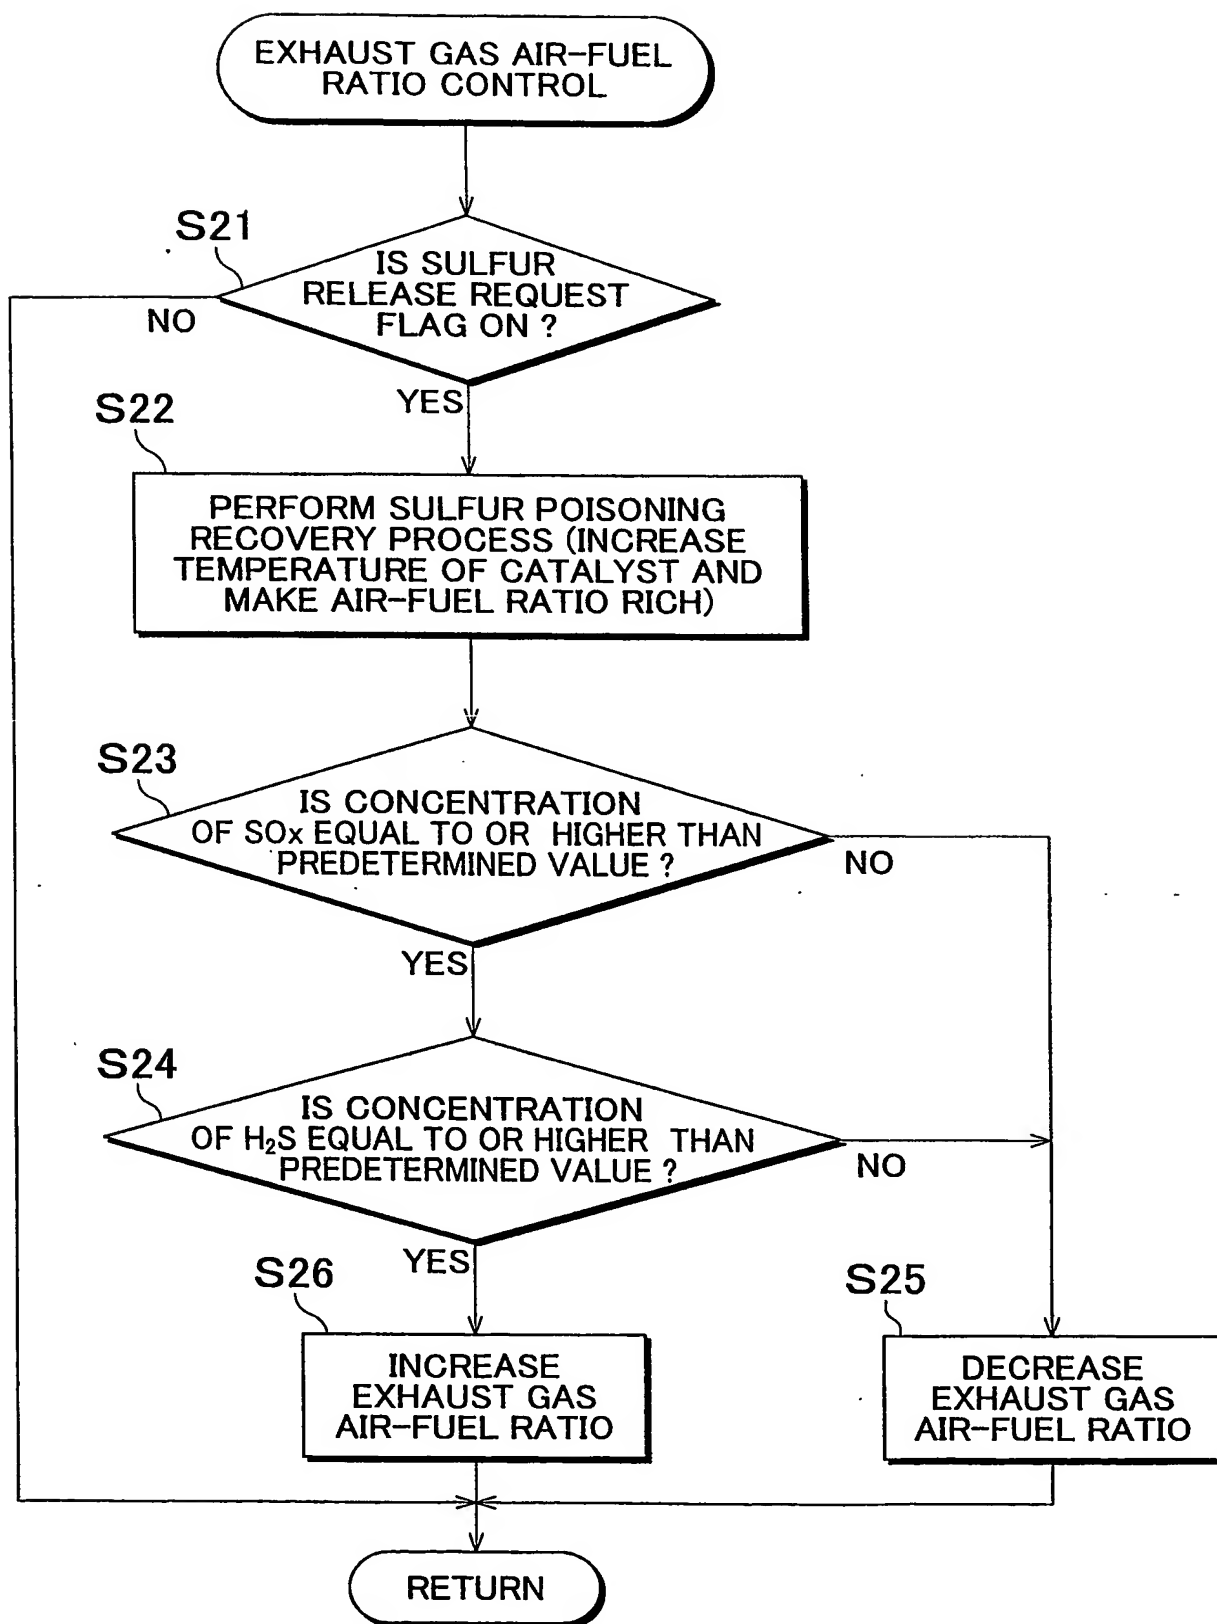 EXHAUST GAS AIR-FUEL
RATIO CONTROL
S21
IS SULFUR
RELEASE REQUEST
FLAG ON ?
NO
YES
S22
PERFORM SULFUR POISONING
RECOVERY PROCESS (INCREASE
TEMPERATURE OF CATALYST AND
MAKE AIR-FUEL RATIO RICH)
S23
IS CONCENTRATION
OF SOx EQUAL TO OR HIGHER THAN
PREDETERMINED VALUE ?
NO
YES
S24
IS CONCENTRATION
OF H₂S EQUAL TO OR HIGHER THAN
PREDETERMINED VALUE ?
NO
YES
S26
INCREASE
EXHAUST GAS
AIR-FUEL RATIO
S25
DECREASE
EXHAUST GAS
AIR-FUEL RATIO
RETURN